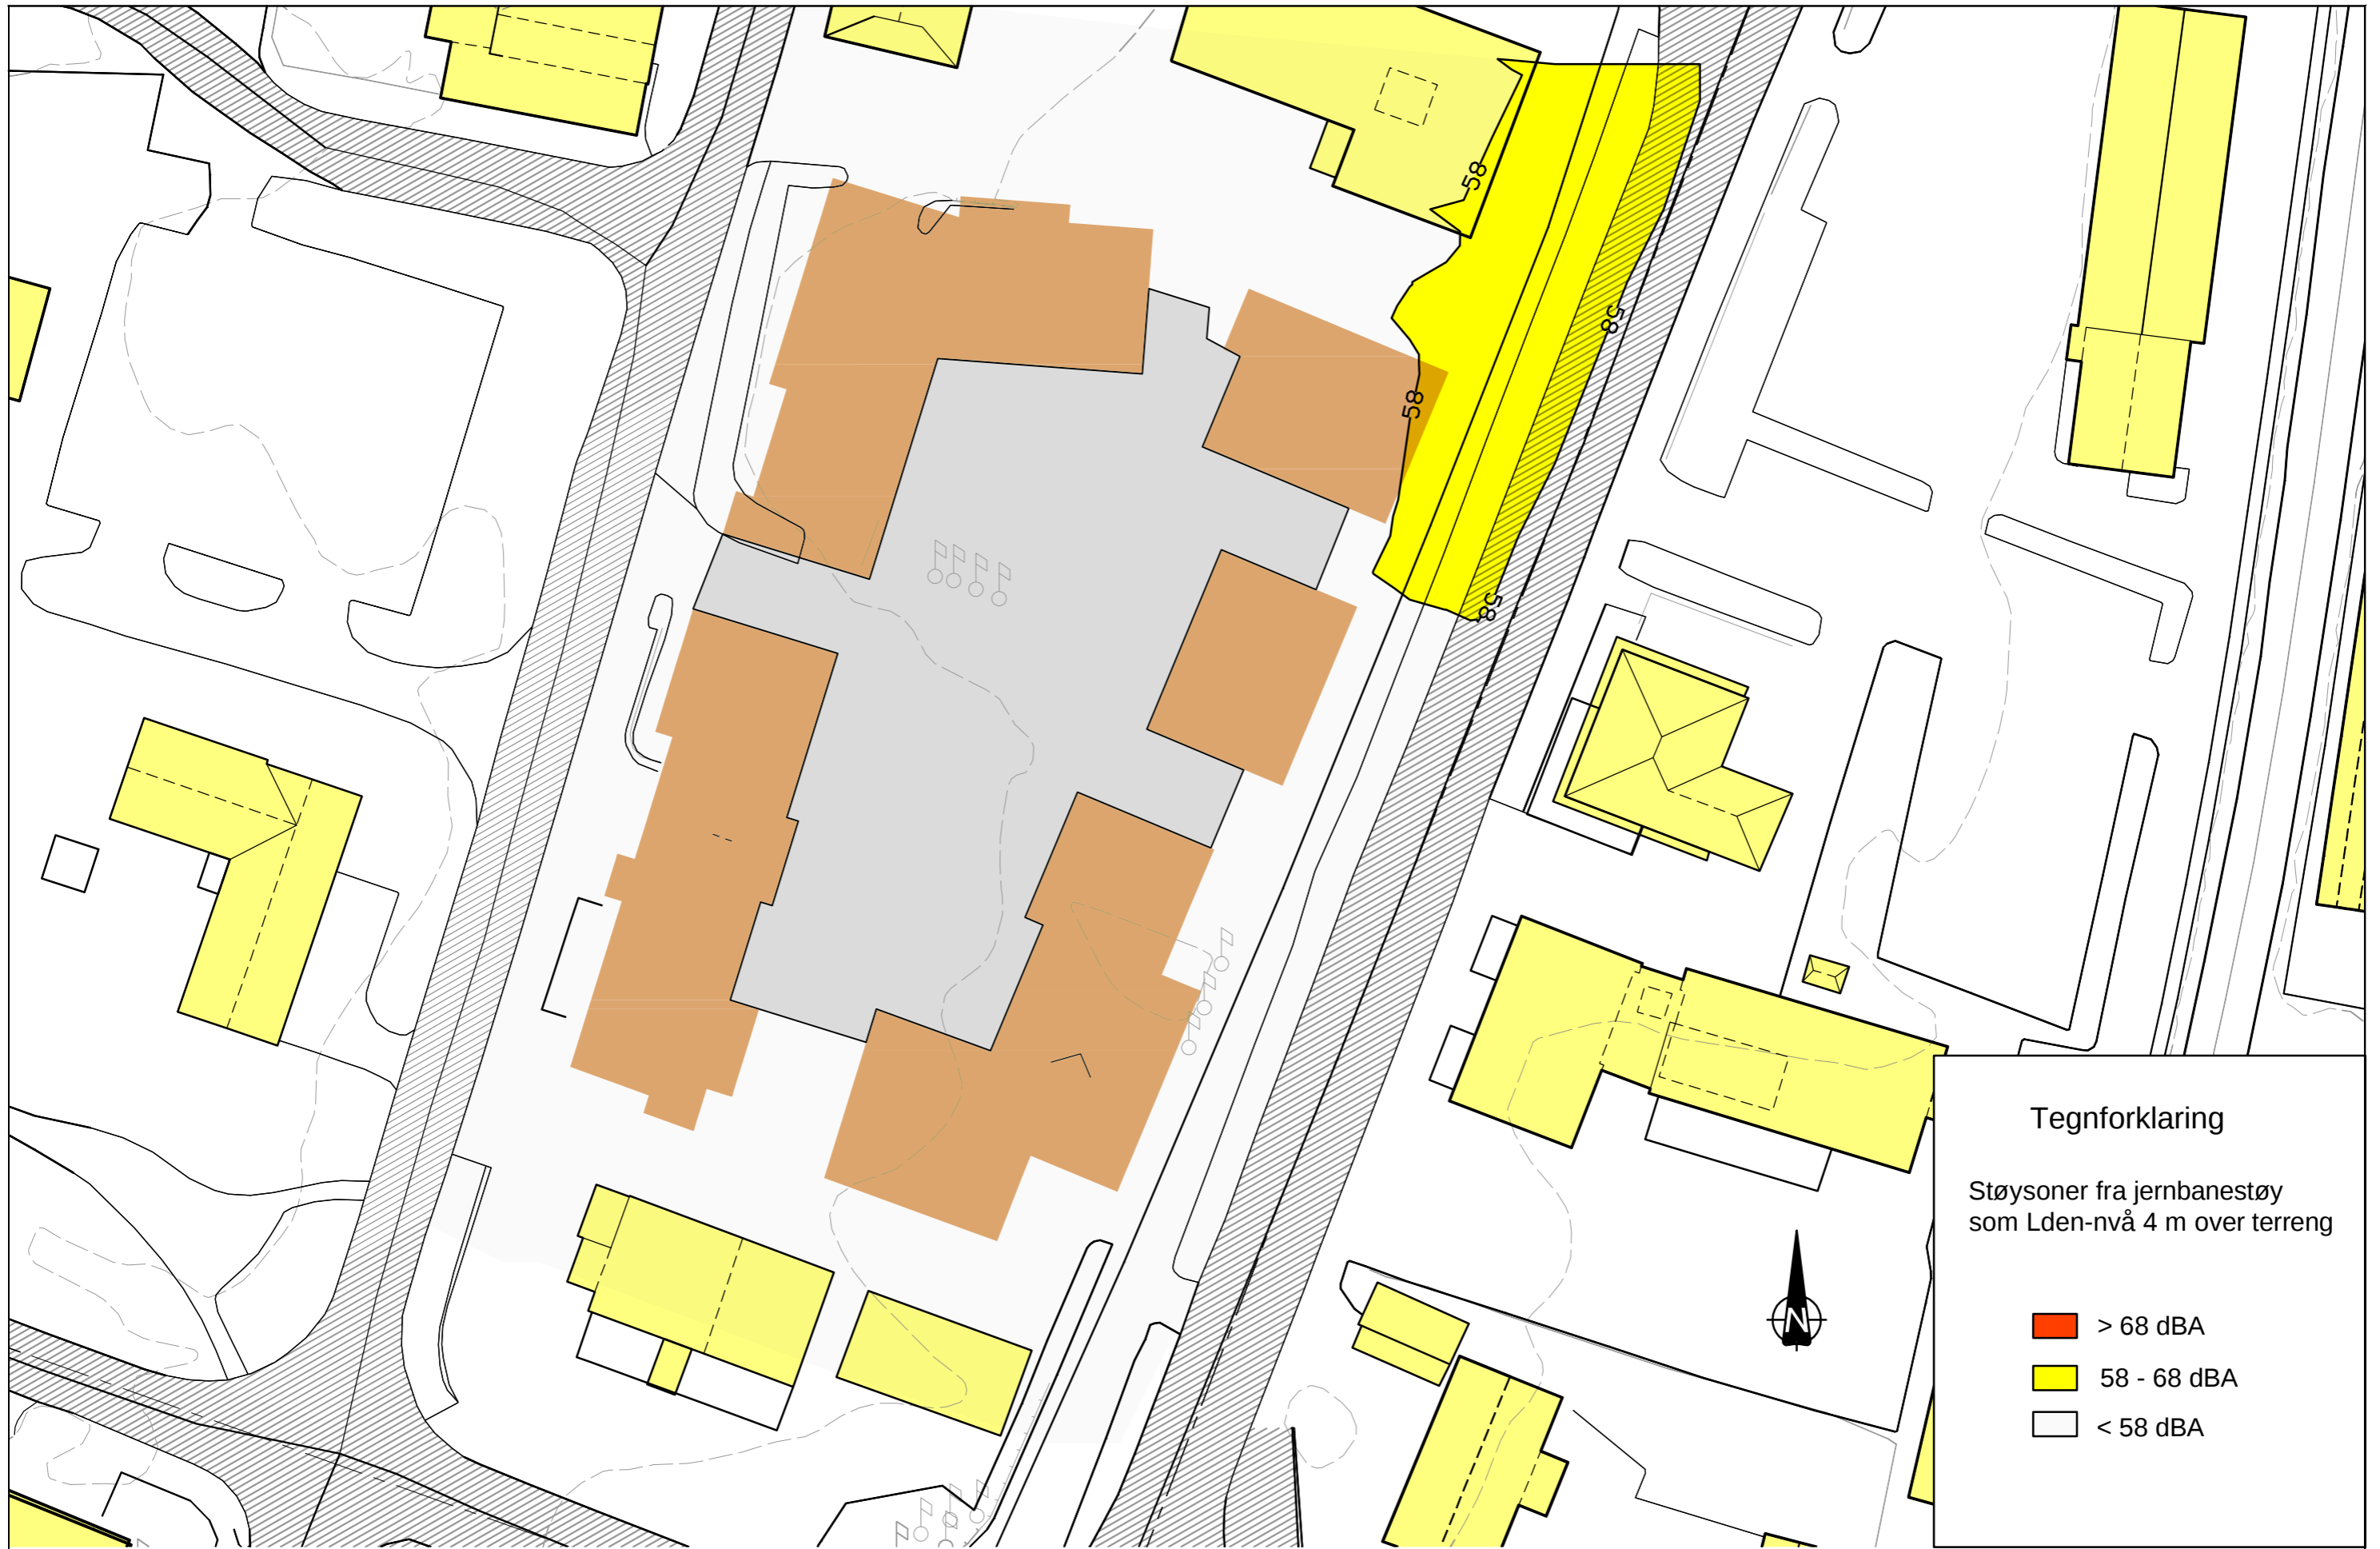 58
58
58
58
Tegnforklaring
Støysoner fra jernbanestøy
som Lden-nvå 4 m over terreng
N
> 68 dBA
58 - 68 dBA
< 58 dBA